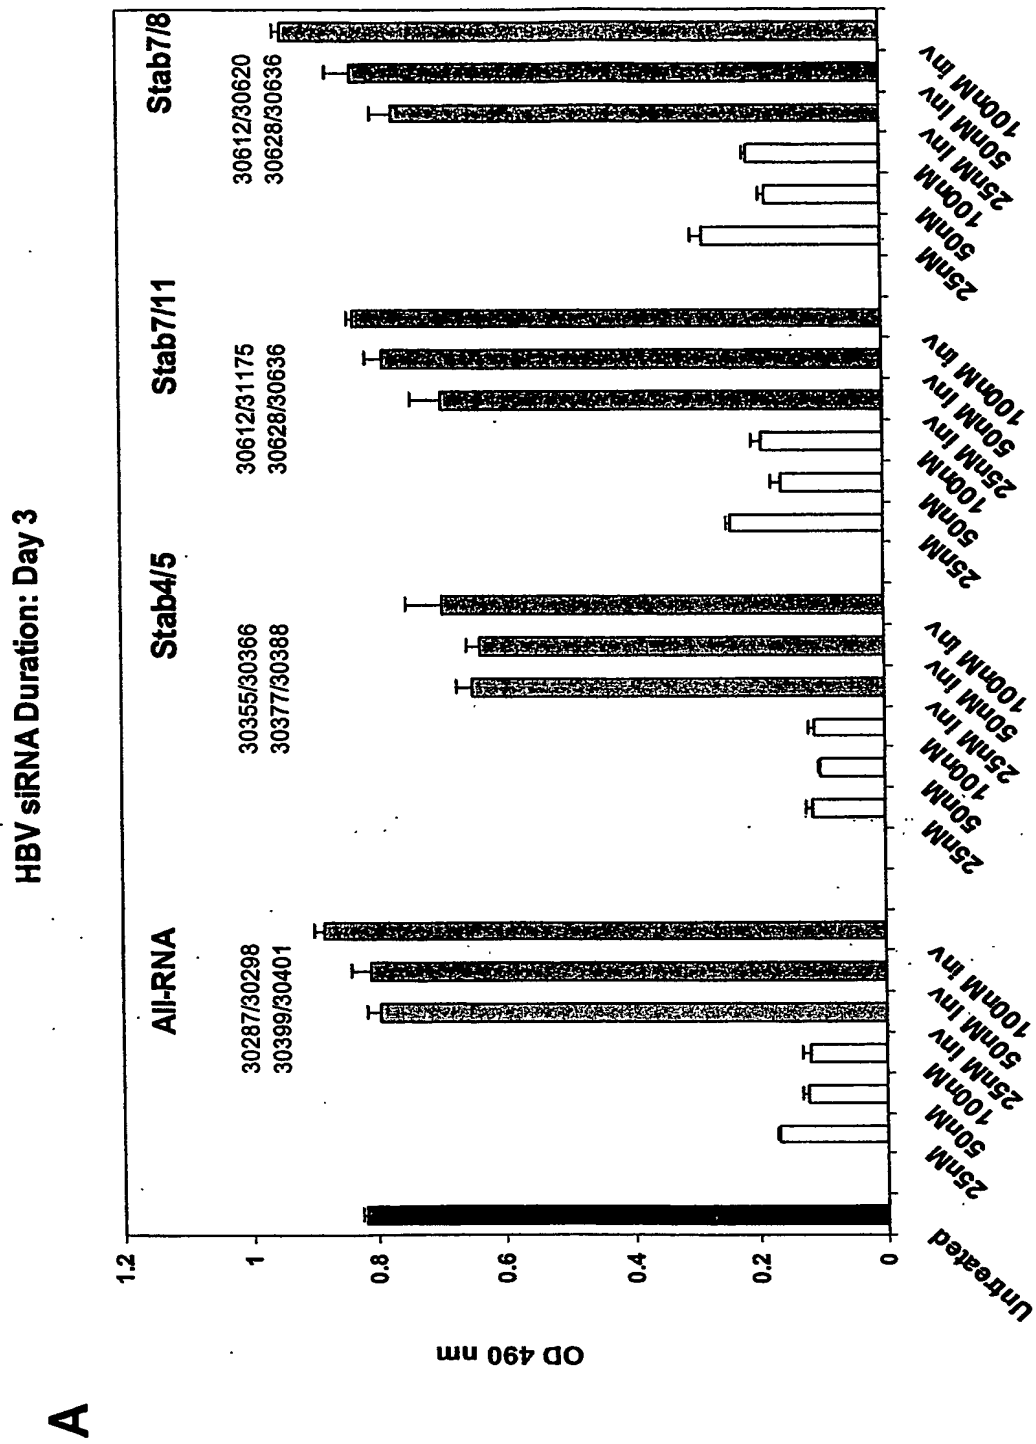 A
HBV siRNA Duration: Day 3
OD 490 nm
1.2
1
0.8
0.6
0.4
0.2
0
All-RNA
30287/30298
30399/30401
Stab4/5
30355/30366
30377/30388
Stab7/11
30612/31175
30628/30636
Stab7/8
30612/30620
30628/30636
Untreated
25nM
50nM
100nM
25nM Inv
50nM Inv
100nM Inv
25nM
50nM
100nM
25nM Inv
50nM Inv
100nM Inv
25nM
50nM
100nM
25nM Inv
50nM Inv
100nM Inv
25nM
50nM
100nM
25nM Inv
50nM Inv
100nM Inv